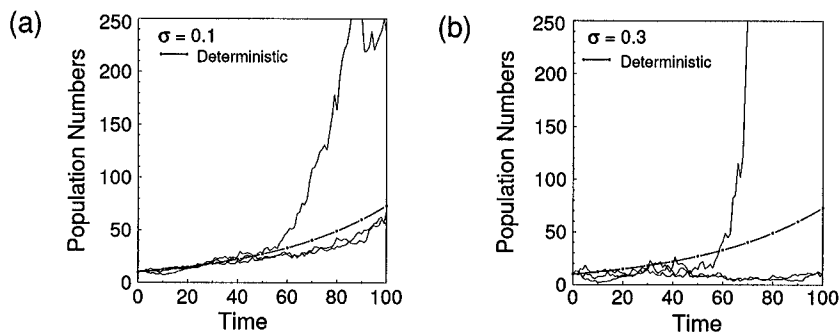 (a)
σ = 0.1
Deterministic
Population Numbers
250
200
150
100
50
0
0 20 40 60 80 100
Time
(b)
σ = 0.3
Deterministic
Population Numbers
250
200
150
100
50
0
0 20 40 60 80 100
Time